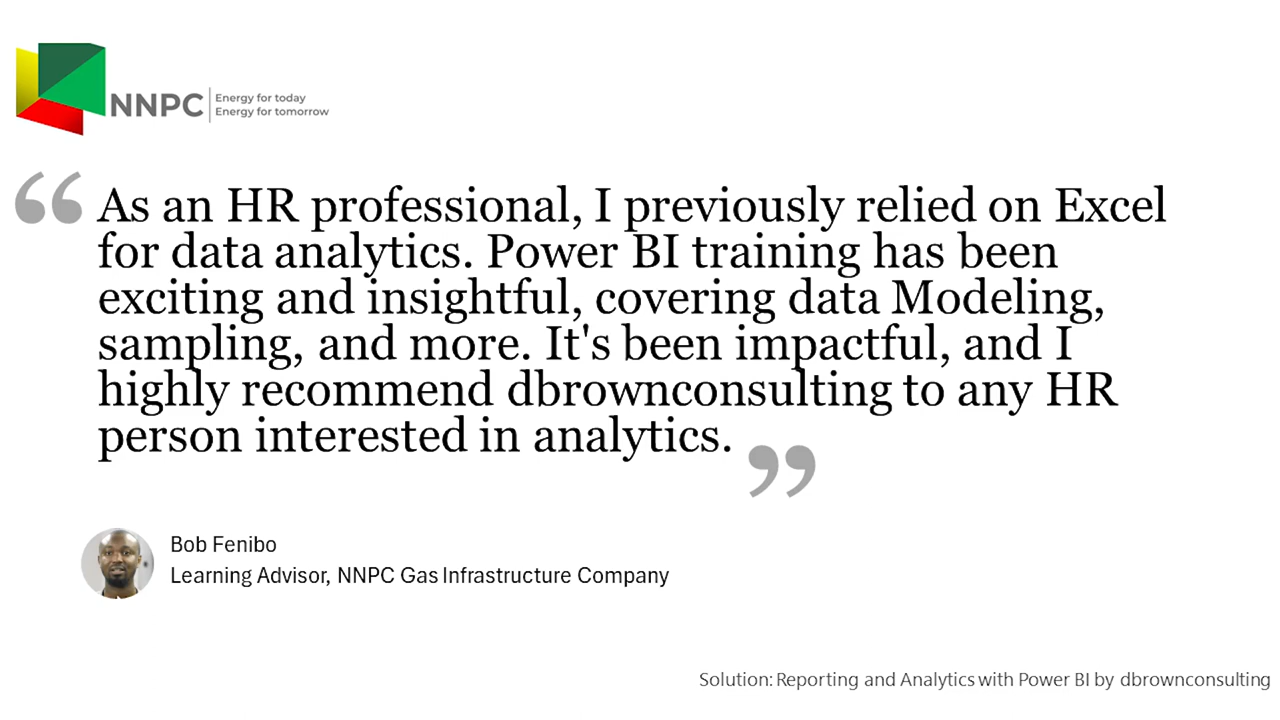 NNPC
Energy for today
Energy for tomorrow
“As an HR professional, I previously relied on Excel
for data analytics. Power BI training has been
exciting and insightful, covering data Modeling,
sampling, and more. It's been impactful, and I
highly recommend dbrownconsulting to any HR
person interested in analytics.”
Bob Fenibo
Learning Advisor, NNPC Gas Infrastructure Company
Solution: Reporting and Analytics with Power BI by dbrownconsulting